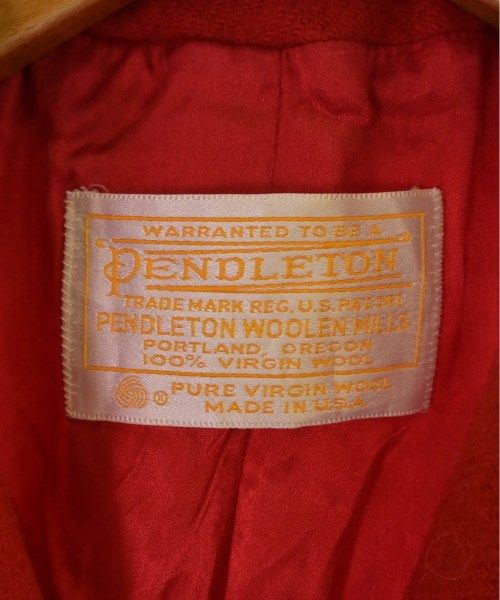 WARRANTED TO BE A
PENDLETON
TRADE MARK REG. U.S. PAT. OFF.
PENDLETON WOOLEN MILLS
PORTLAND, OREGON
100% VIRGIN WOOL
® PURE VIRGIN WOOL
MADE IN U.S.A.